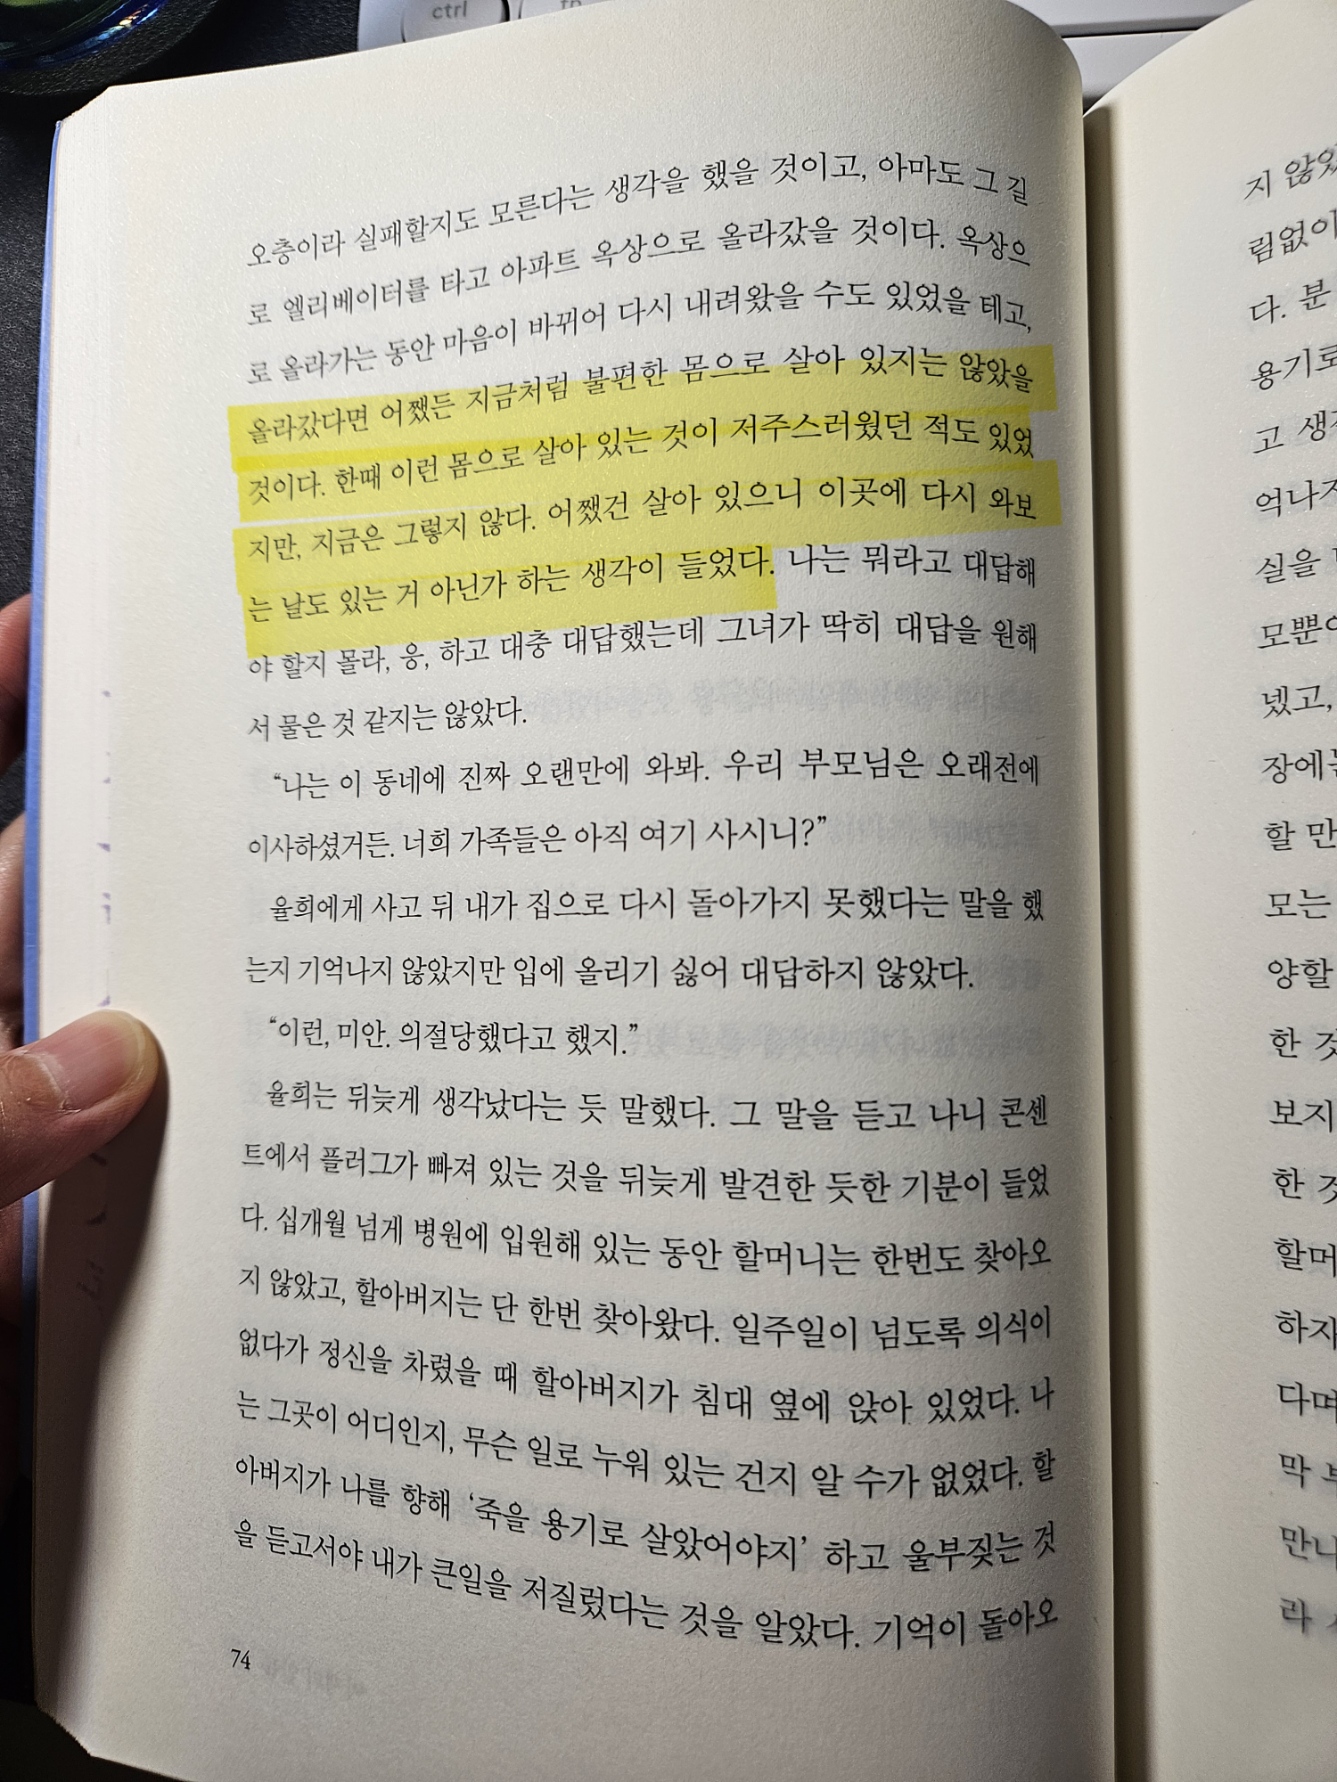 ctrl
오층이라 실패할지도 모른다는 생각을 했을 것이고, 아마도 그 길
로 엘리베이터를 타고 아파트 옥상으로 올라갔을 것이다. 옥상으
로 올라가는 동안 마음이 바뀌어 다시 내려왔을 수도 있었을 테고,
올라갔다면 어쨌든 지금처럼 불편한 몸으로 살아 있지는 않았을
것이다. 한때 이런 몸으로 살아 있는 것이 저주스러웠던 적도 있었
지만, 지금은 그렇지 않다. 어쨌건 살아 있으니 이곳에 다시 와보
는 날도 있는 거 아닌가 하는 생각이 들었다. 나는 뭐라고 대답해
야 할지 몰라, 응, 하고 대충 대답했는데 그녀가 딱히 대답을 원해
서 물은 것 같지는 않았다.
“나는 이 동네에 진짜 오랜만에 와봐. 우리 부모님은 오래전에
이사하셨거든. 너희 가족들은 아직 여기 사시니?”
율희에게 사고 뒤 내가 집으로 다시 돌아가지 못했다는 말을 했
는지 기억나지 않았지만 입에 올리기 싫어 대답하지 않았다.
“이런, 미안. 의절당했다고 했지.”
율희는 뒤늦게 생각났다는 듯 말했다. 그 말을 듣고 나니 콘센
트에서 플러그가 빠져 있는 것을 뒤늦게 발견한 듯한 기분이 들었
다. 십개월 넘게 병원에 입원해 있는 동안 할머니는 한번도 찾아오
지 않았고, 할아버지는 단 한번 찾아왔다. 일주일이 넘도록 의식이
없다가 정신을 차렸을 때 할아버지가 침대 옆에 앉아 있었다. 나
는 그곳이 어디인지, 무슨 일로 누워 있는 건지 알 수가 없었다. 할
아버지가 나를 향해 ‘죽을 용기로 살았어야지’ 하고 울부짖는 것
을 듣고서야 내가 큰일을 저질렀다는 것을 알았다. 기억이 돌아오
74
지 않았
림없이
다. 분
용기로
고 생
억나지
실을
모뿐
넸고,
장에
할 만
모는
양할
한 것
보지
한
할머
하지
다며
막
만나
라